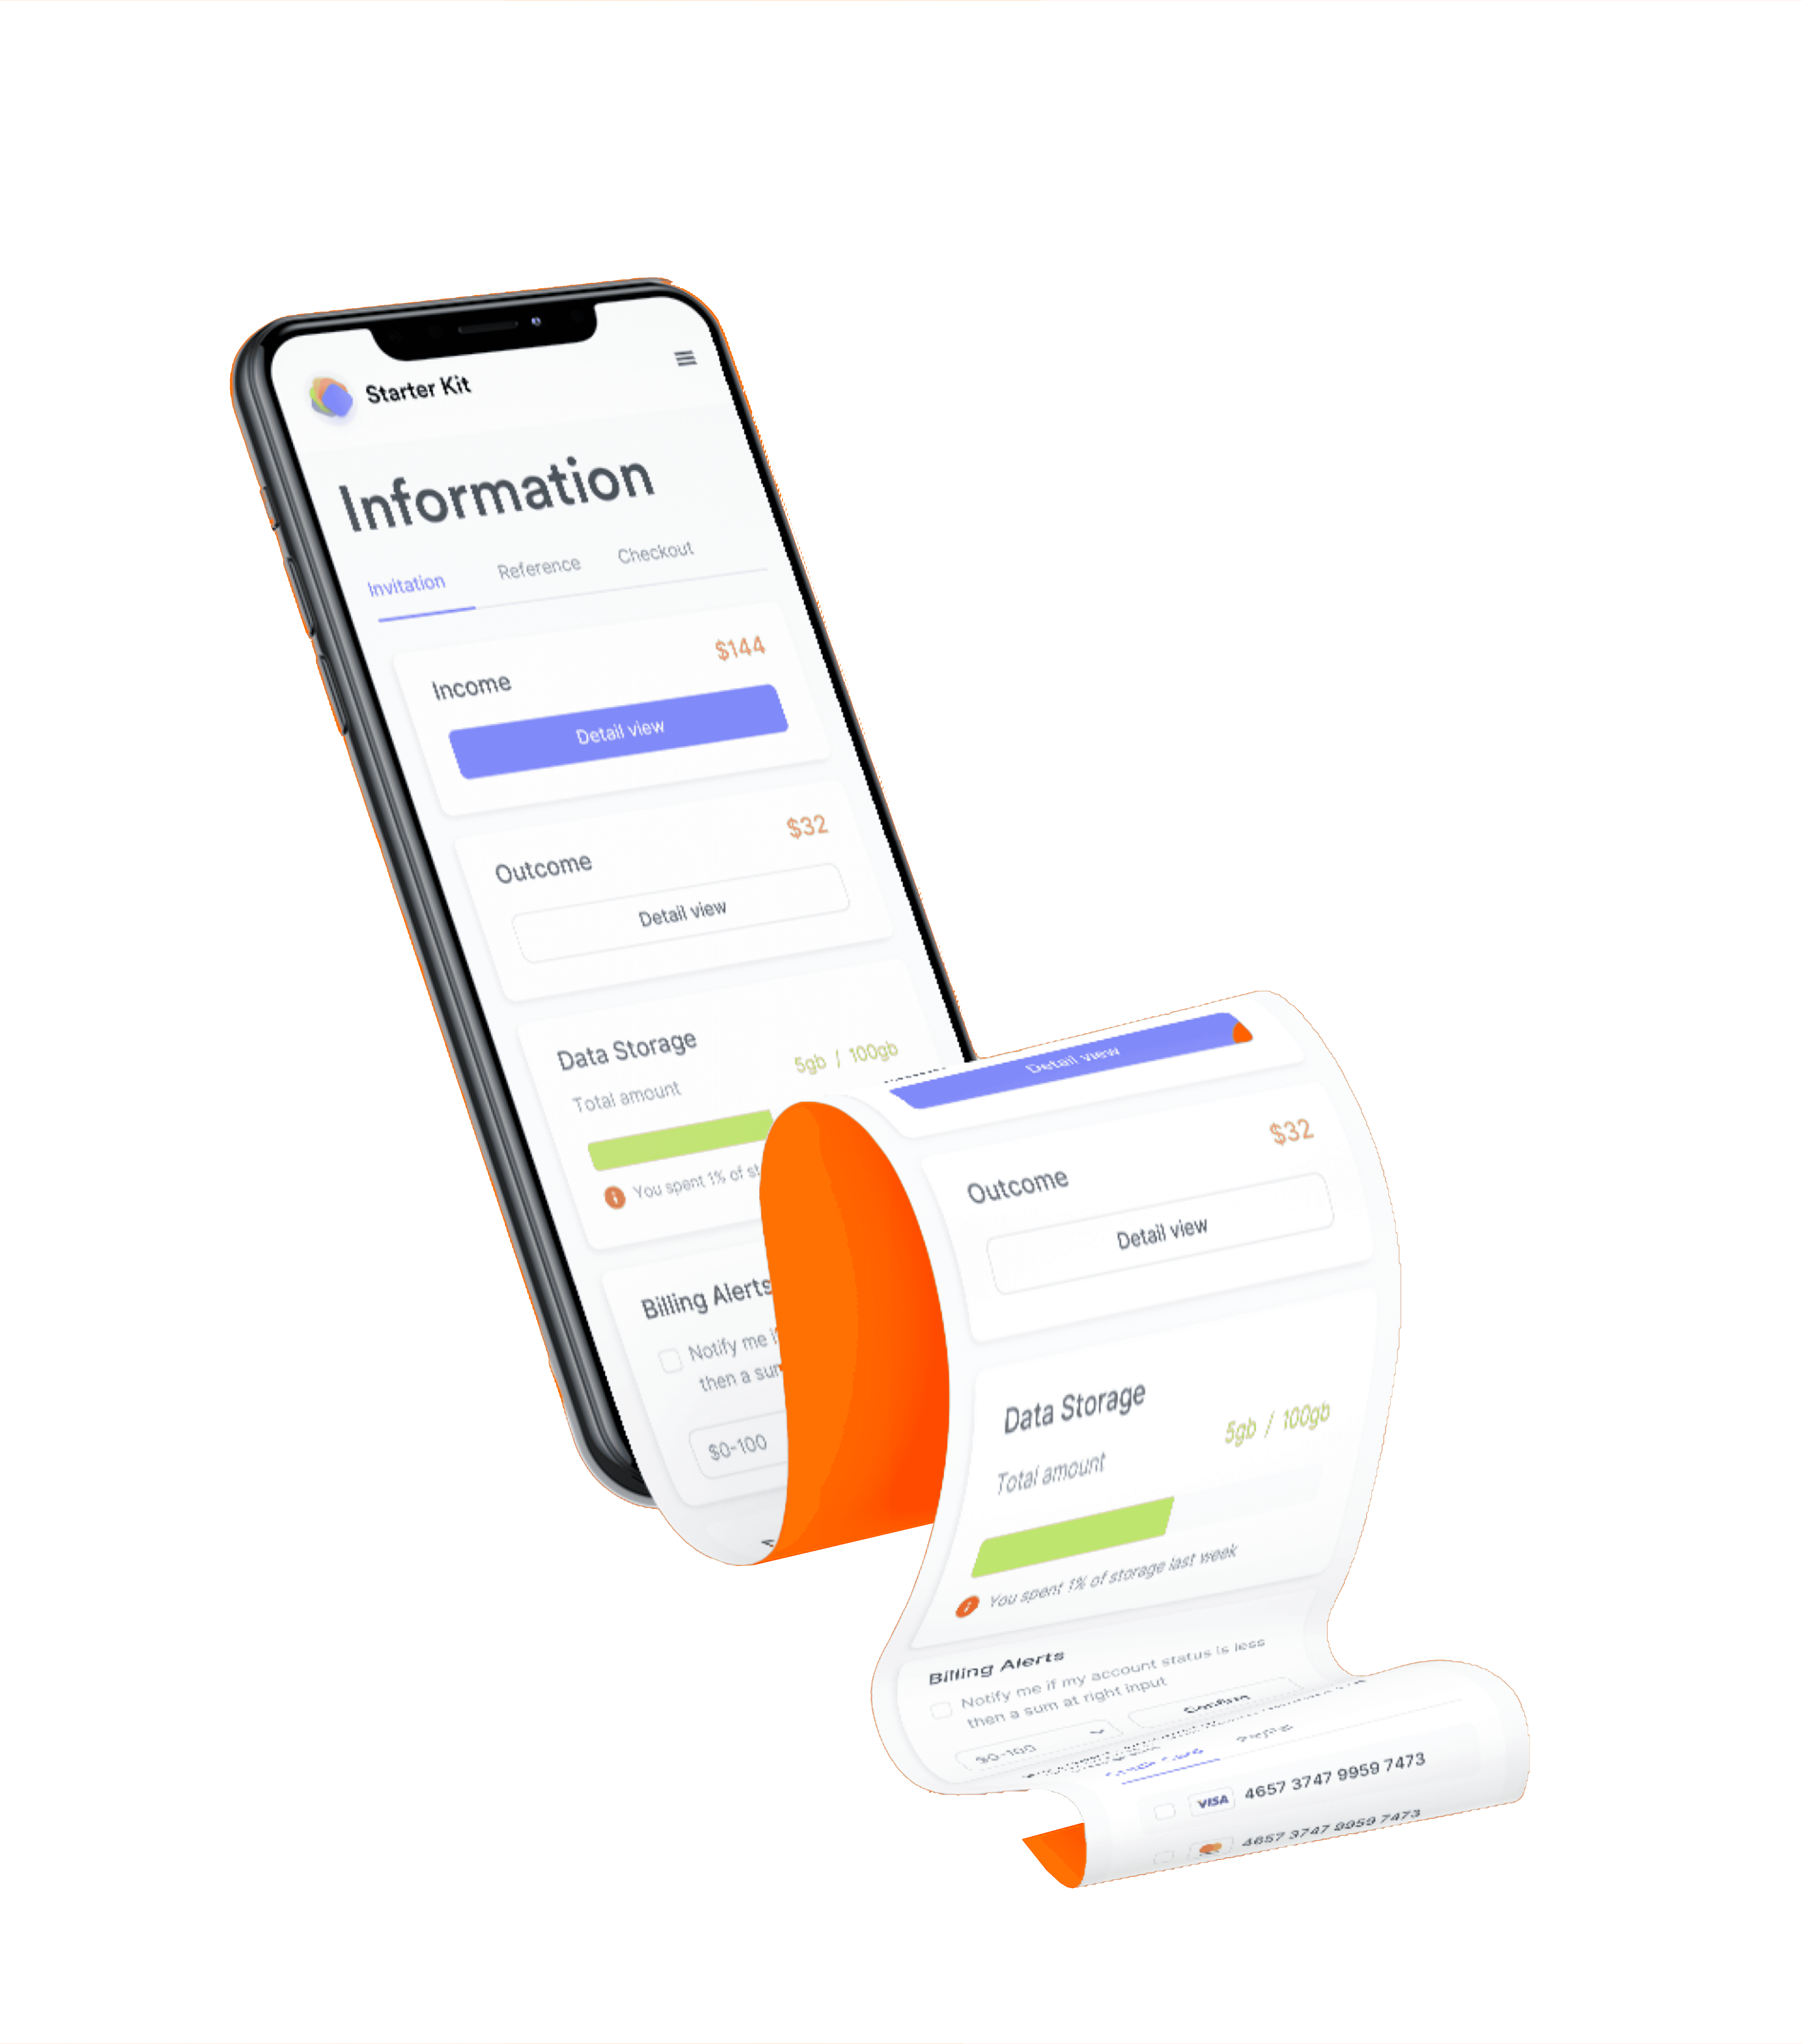 Starter Kit
Information
Invitation Reference Checkout
Income $144
Detail view
Outcome $32
Detail view
Data Storage
Total amount 5gb / 100gb
You spent 1% of
Billing Alerts
Notify me
then a
$0-100
Detail view
Outcome $32
Detail view
Data Storage
Total amount 5gb / 100gb
You spent 1% of storage last week
Billing Alerts
Notify me if my account status is less
then a sum at right input
$0-100 Confirm
VISA 4657 3747 9959 7473
4657 3747 9959 7473